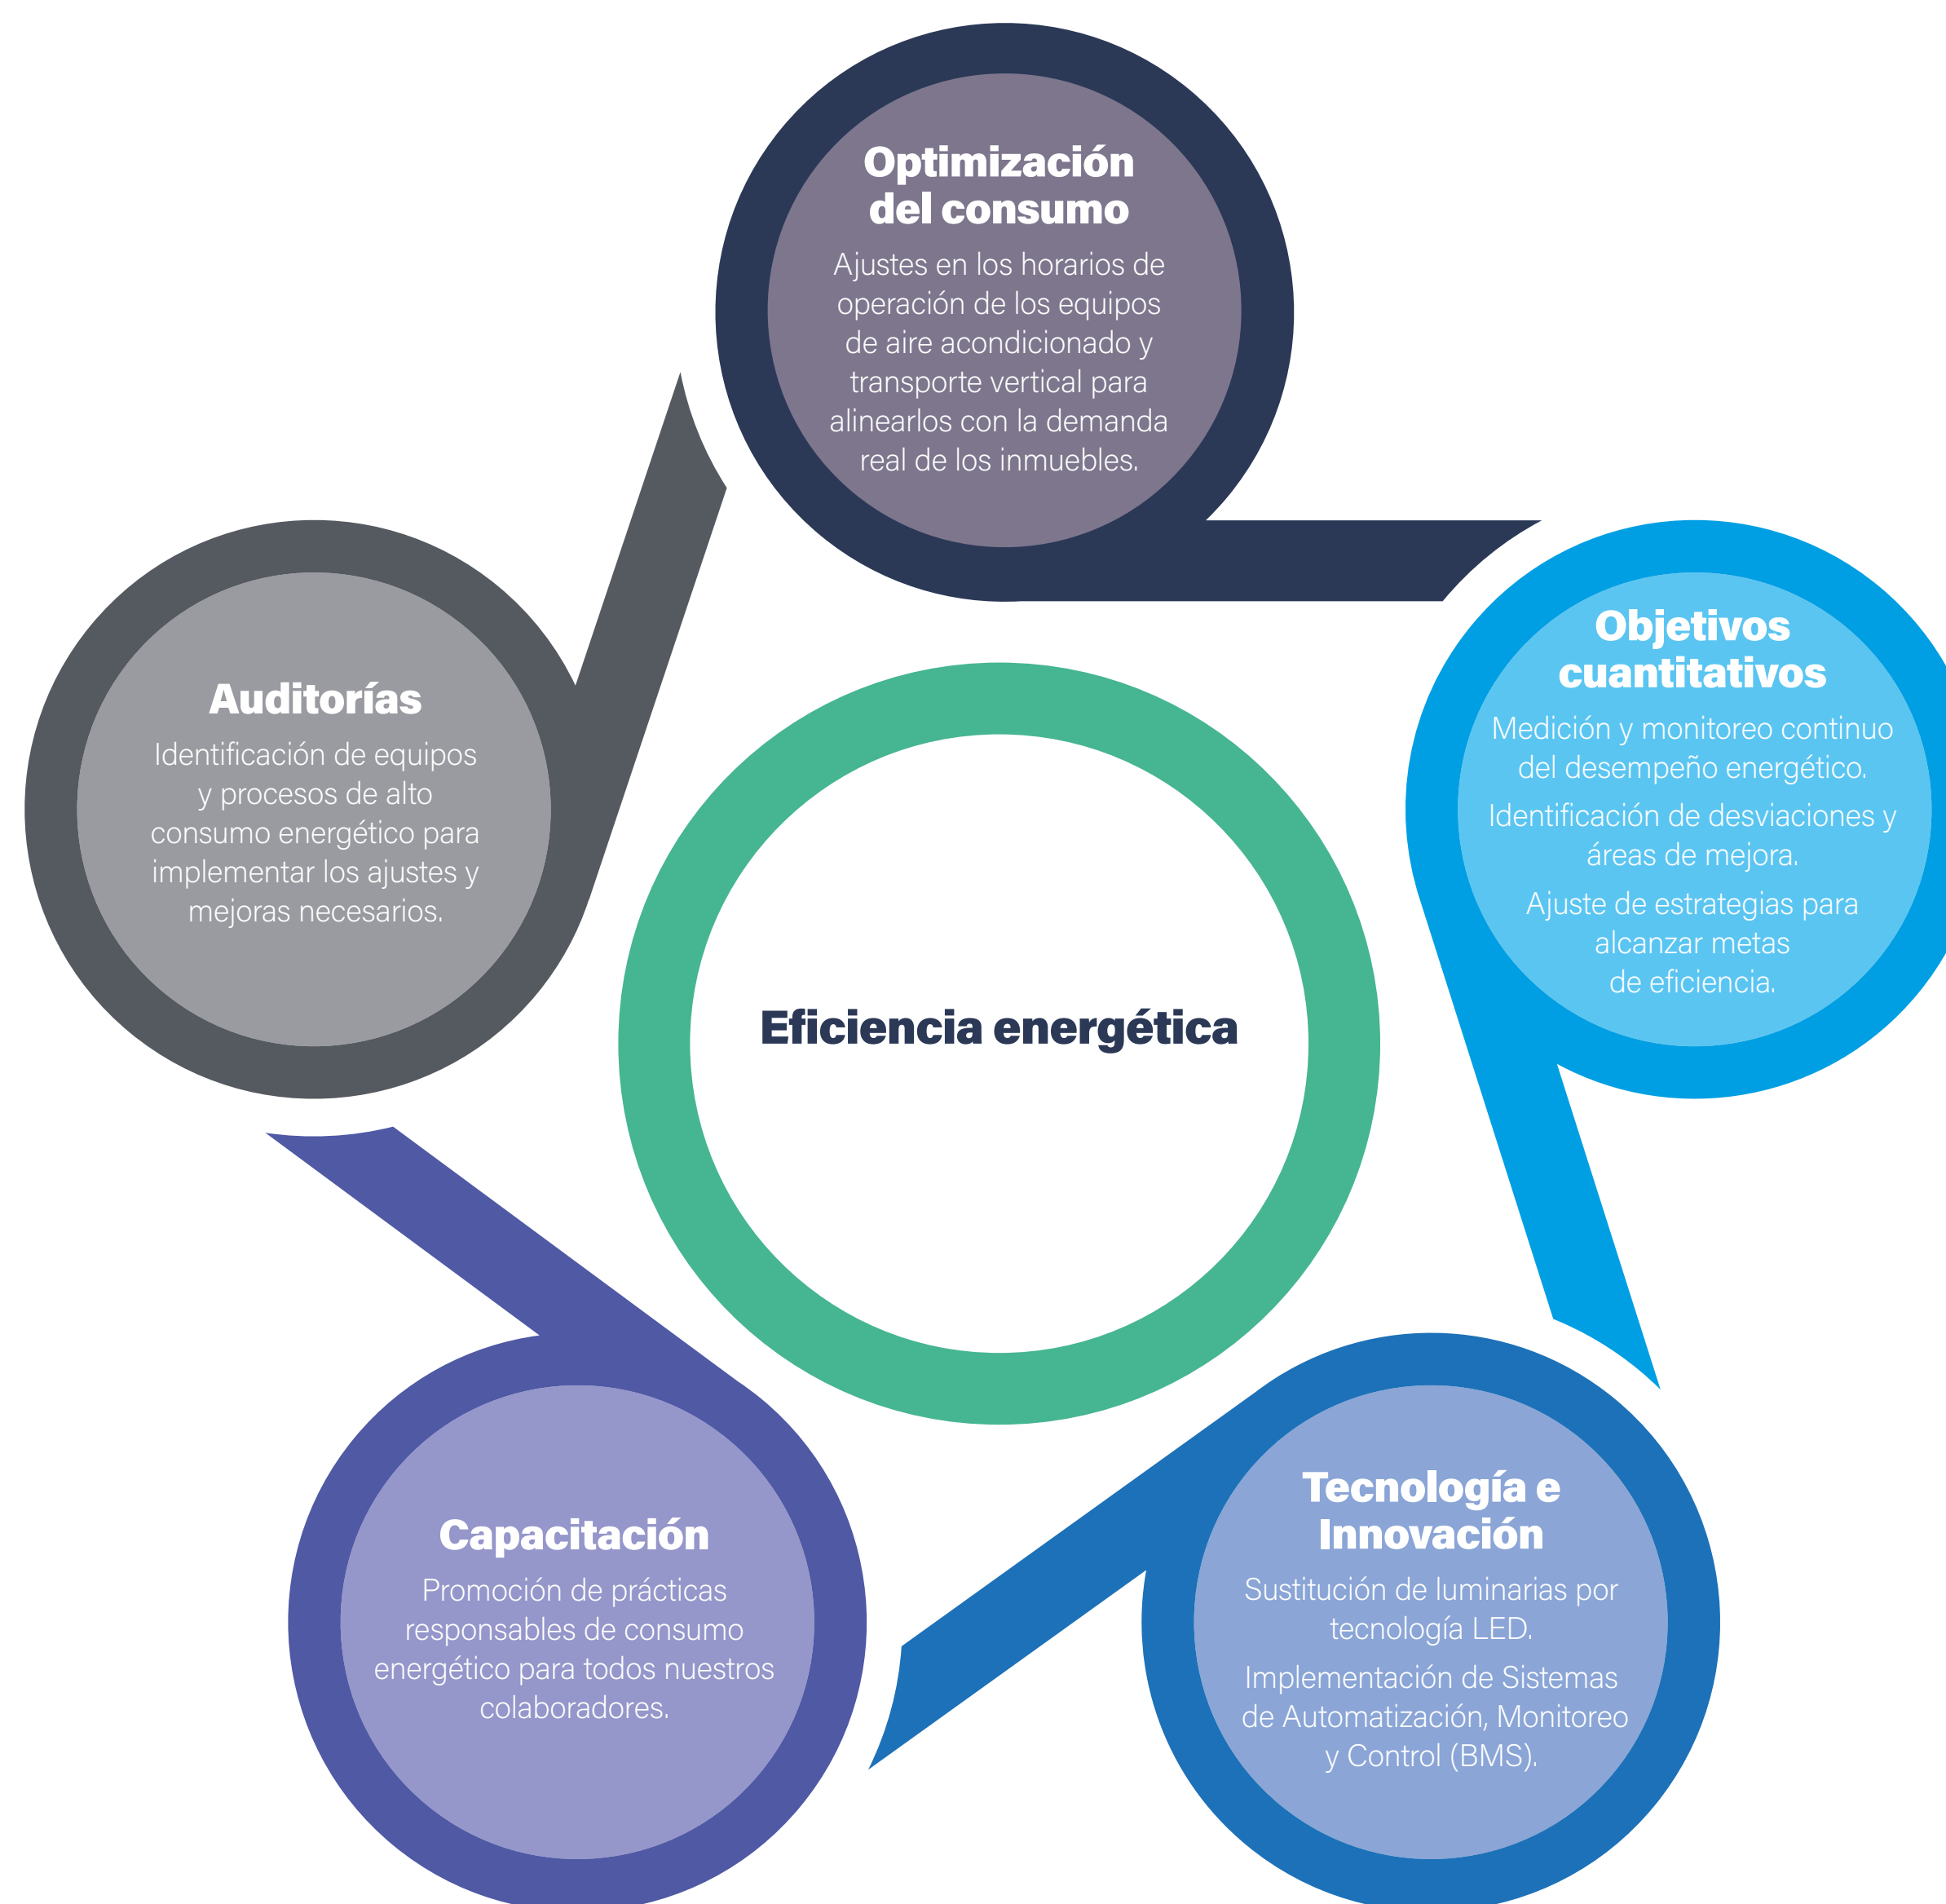 Optimización
del consumo
Ajustes en los horarios de
operación de los equipos
de aire acondicionado y
transporte vertical para
alinearlos con la demanda
real de los inmuebles.
Objetivos
cuantitativos
Medición y monitoreo continuo
del desempeño energético.
Identificación de desviaciones y
áreas de mejora.
Ajuste de estrategias para
alcanzar metas
de eficiencia.
Auditorías
Identificación de equipos
y procesos de alto
consumo energético para
implementar los ajustes y
mejoras necesarios.
Eficiencia energética
Tecnología e
Innovación
Sustitución de luminarias por
tecnología LED.
Implementación de Sistemas
de Automatización, Monitoreo
y Control (BMS).
Capacitación
Promoción de prácticas
responsables de consumo
energético para todos nuestros
colaboradores.